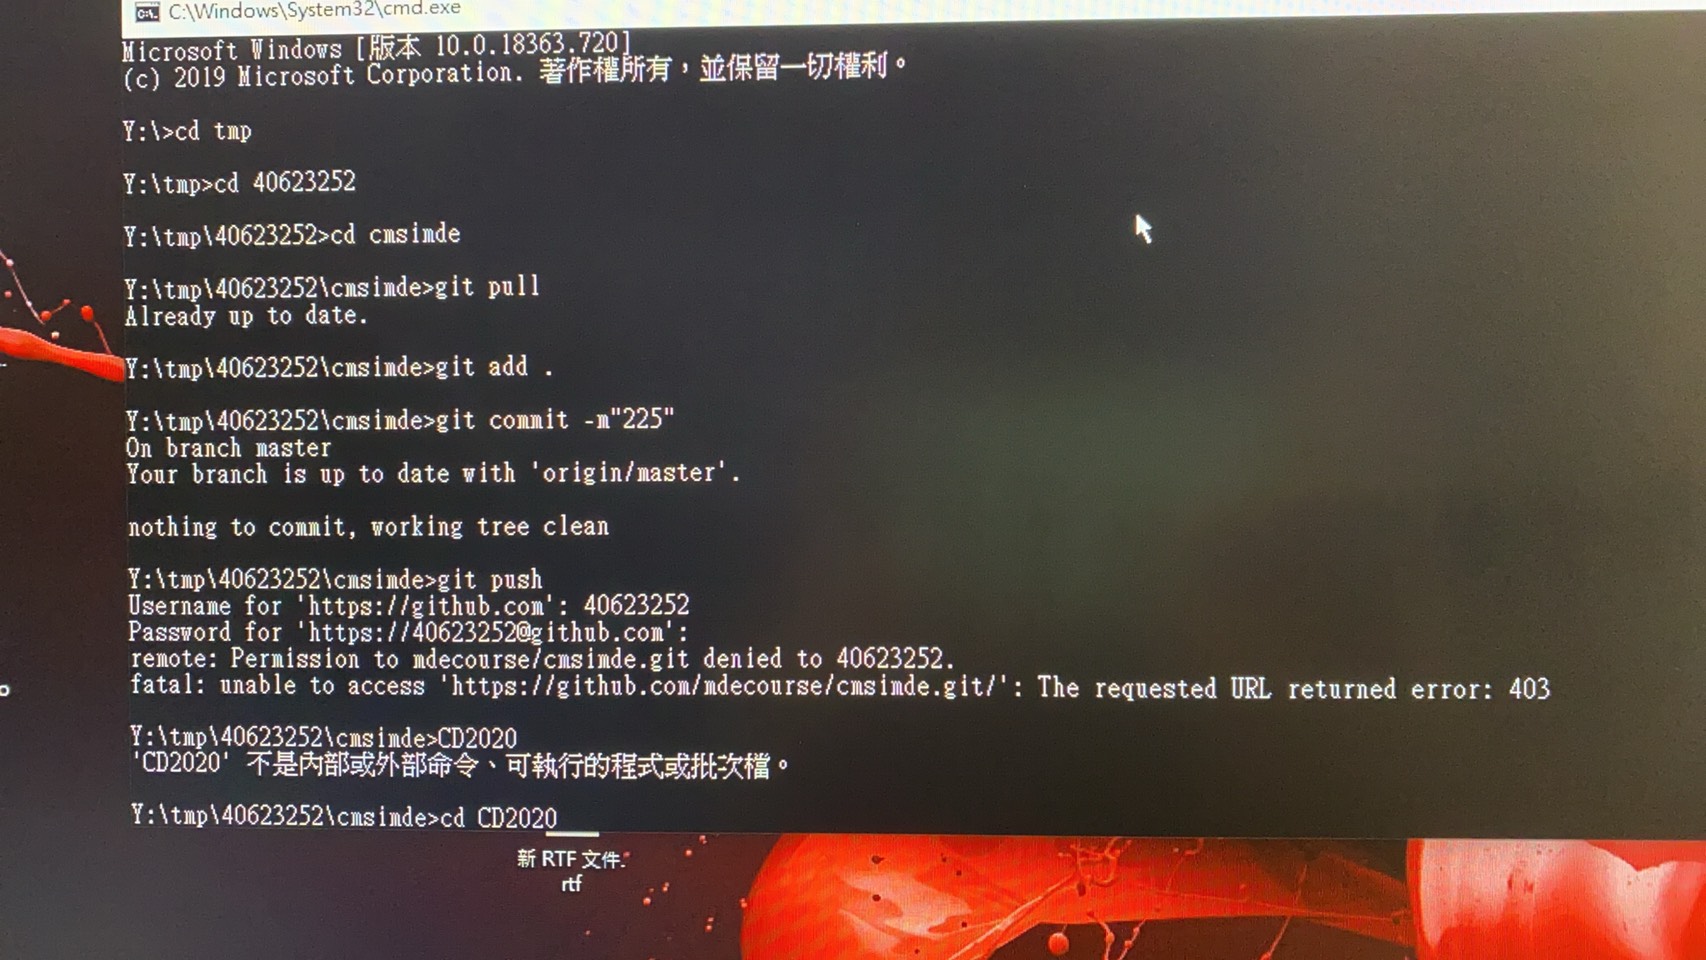 C:\Windows\System32\cmd.exe
Microsoft Windows [版本 10.0.18363.720]
(c) 2019 Microsoft Corporation. 著作權所有，並保留一切權利。
Y:\>cd tmp
Y:\tmp>cd 40623252
Y:\tmp\40623252>cd cmsimde
Y:\tmp\40623252\cmsimde>git pull
Already up to date.
Y:\tmp\40623252\cmsimde>git add .
Y:\tmp\40623252\cmsimde>git commit -m"225"
On branch master
Your branch is up to date with 'origin/master'.
nothing to commit, working tree clean
Y:\tmp\40623252\cmsimde>git push
Username for 'https://github.com': 40623252
Password for 'https://40623252@github.com':
remote: Permission to mdecourse/cmsimde.git denied to 40623252.
fatal: unable to access 'https://github.com/mdecourse/cmsimde.git/': The requested URL returned error: 403
Y:\tmp\40623252\cmsimde>CD2020
'CD2020' 不是內部或外部命令、可執行的程式或批次檔。
Y:\tmp\40623252\cmsimde>cd CD2020
新 RTF 文件.
rtf